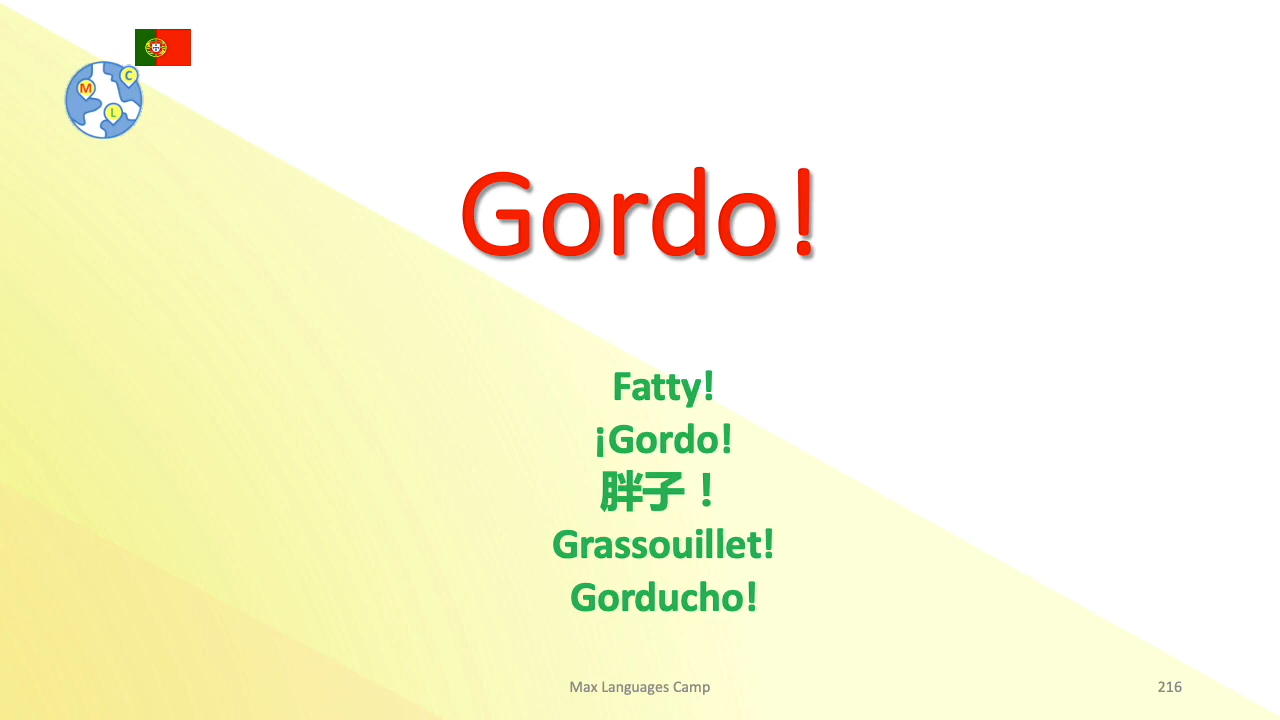 C
M
L
Gordo!
Fatty!
¡Gordo!
胖子！
Grassouillet!
Gorducho!
Max Languages Camp
216